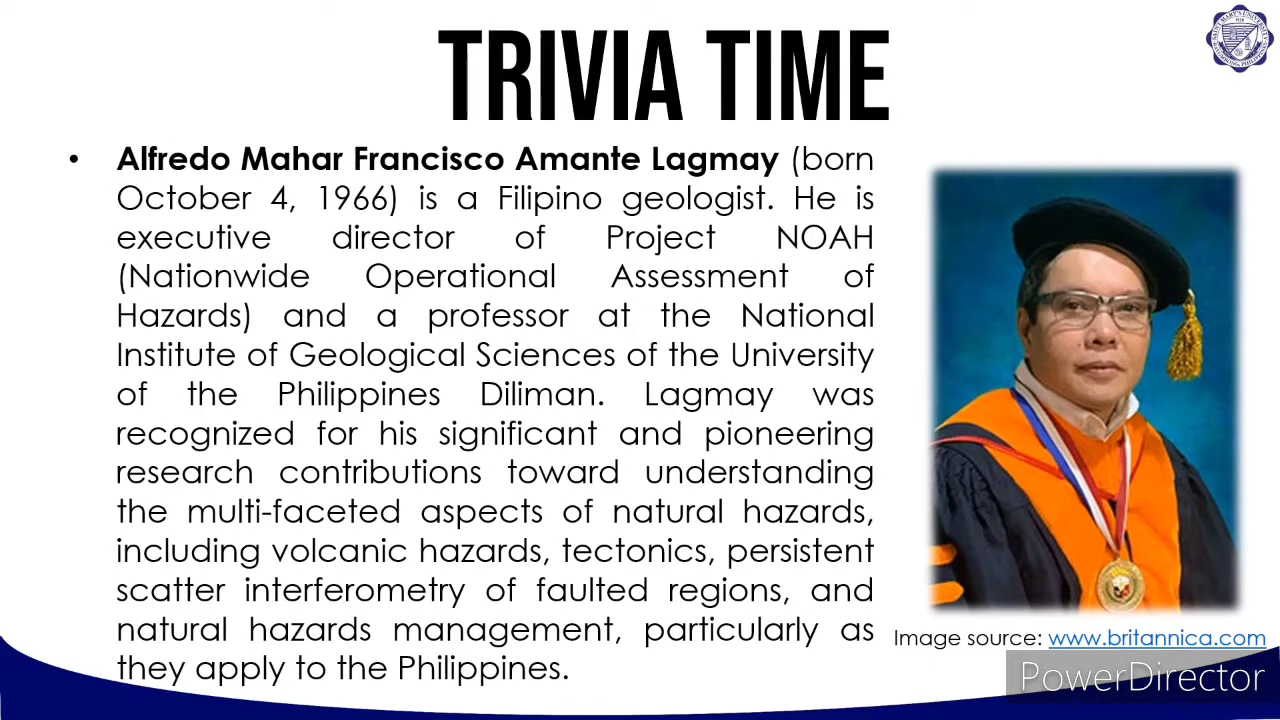 TRIVIA TIME
• Alfredo Mahar Francisco Amante Lagmay (born
October 4, 1966) is a Filipino geologist. He is
executive director of Project NOAH
(Nationwide Operational Assessment of
Hazards) and a professor at the National
Institute of Geological Sciences of the University
of the Philippines Diliman. Lagmay was
recognized for his significant and pioneering
research contributions toward understanding
the multi-faceted aspects of natural hazards,
including volcanic hazards, tectonics, persistent
scatter interferometry of faulted regions, and
natural hazards management, particularly as
they apply to the Philippines.
Image source: www.britannica.com
PowerDirector